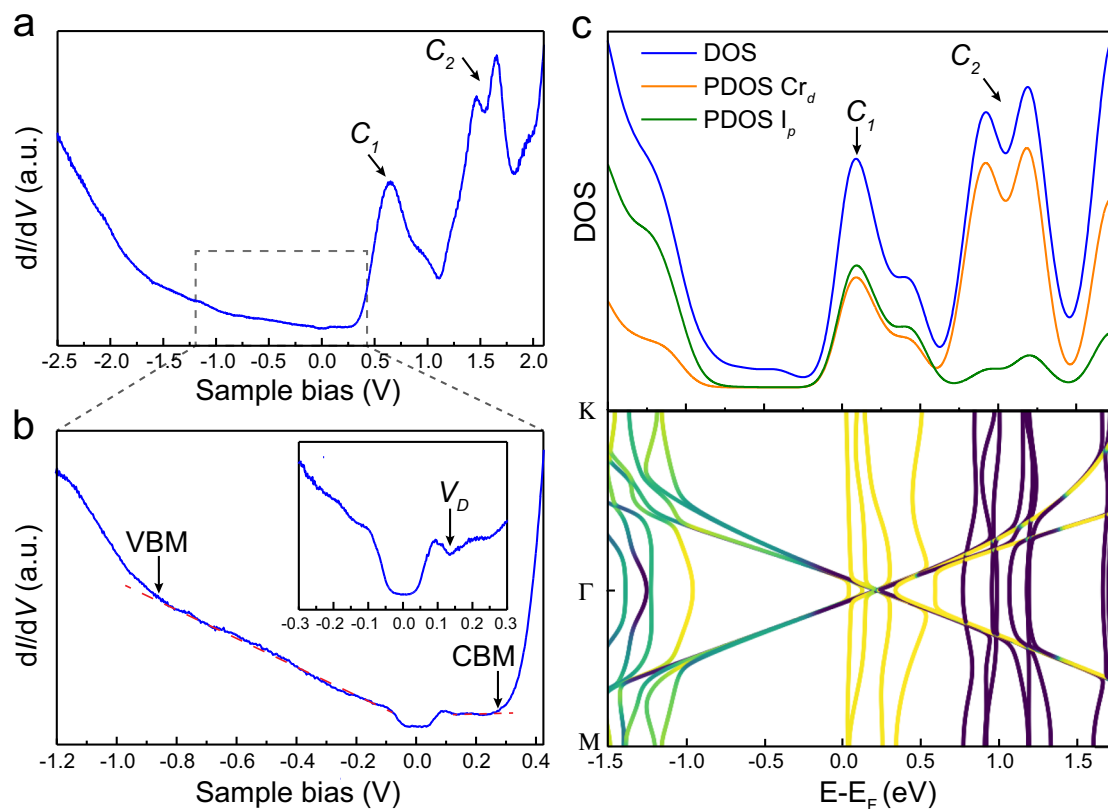 a
C1
C2
dI/dV (a.u.)
-2.5 -2.0 -1.5 -1.0 -0.5 0.0 0.5 1.0 1.5 2.0
Sample bias (V)
b
VBM
CBM
VD
-0.3 -0.2 -0.1 0.0 0.1 0.2 0.3
dI/dV (a.u.)
-1.2 -1.0 -0.8 -0.6 -0.4 -0.2 0.0 0.2 0.4
Sample bias (V)
c
DOS
PDOS Crd
PDOS Ip
C1
C2
DOS
K
Γ
M
-1.5 -1.0 -0.5 0.0 0.5 1.0 1.5
E-EF (eV)